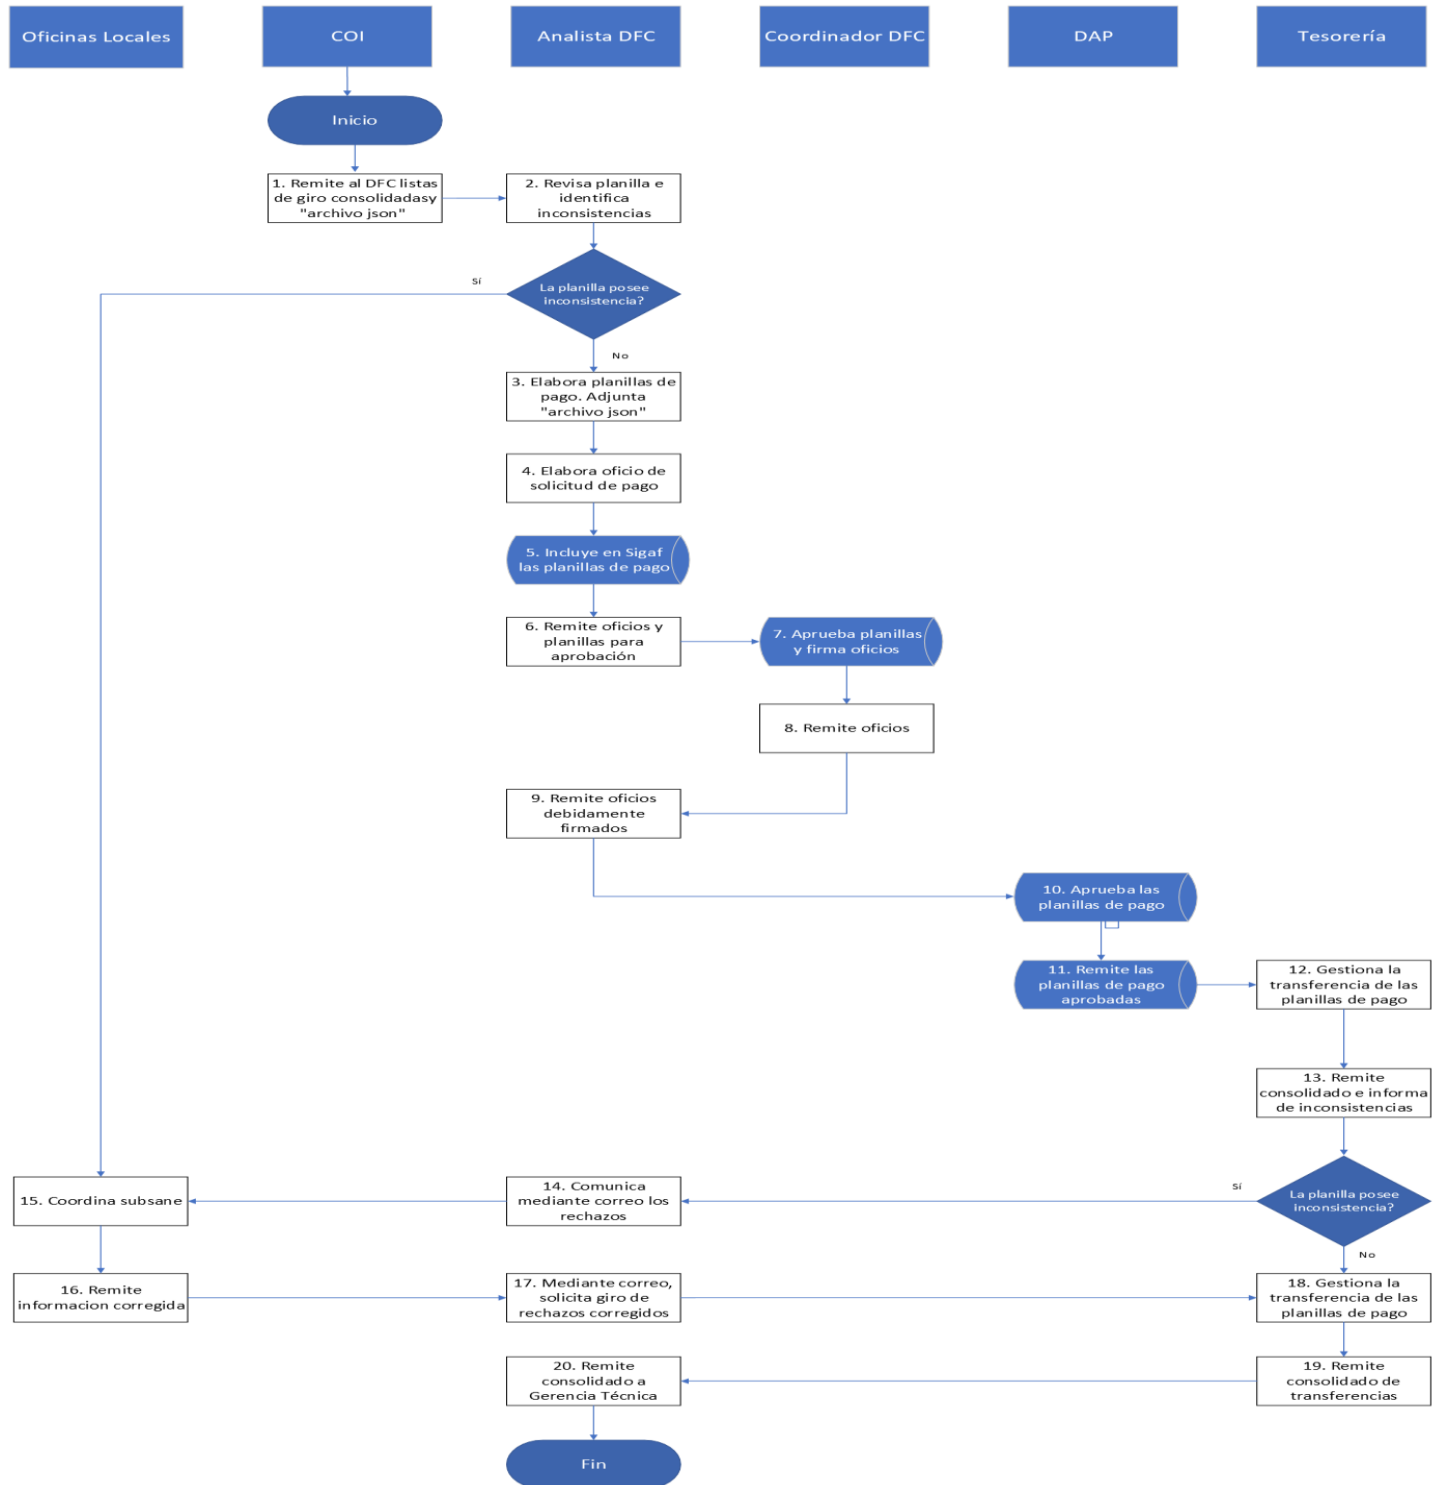 Oficinas Locales
COI
Analista DFC
Coordinador DFC
DAP
Tesorería
Inicio
1. Remite al DFC listas
de giro consolidadasy
"archivo json"
2. Revisa planilla e
identifica
inconsistencias
Sí
La planilla posee
inconsistencia?
No
3. Elabora planillas de
pago. Adjunta
"archivo json"
4. Elabora oficio de
solicitud de pago
5. Incluye en Sigaf
las planillas de pago
6. Remite oficios y
planillas para
aprobación
7. Aprueba planillas
y firma oficios
8. Remite oficios
9. Remite oficios
debidamente
firmados
10. Aprueba las
planillas de pago
11. Remite las
planillas de pago
aprobadas
12. Gestiona la
transferencia de las
planillas de pago
13. Remite
consolidado e informa
de inconsistencias
15. Coordina subsane
14. Comunica
mediante correo los
rechazos
Sí
La planilla posee
inconsistencia?
No
16. Remite
informacion corregida
17. Mediante correo,
solicita giro de
rechazos corregidos
18. Gestiona la
transferencia de las
planillas de pago
20. Remite
consolidado a
Gerencia Técnica
19. Remite
consolidado de
transferencias
Fin